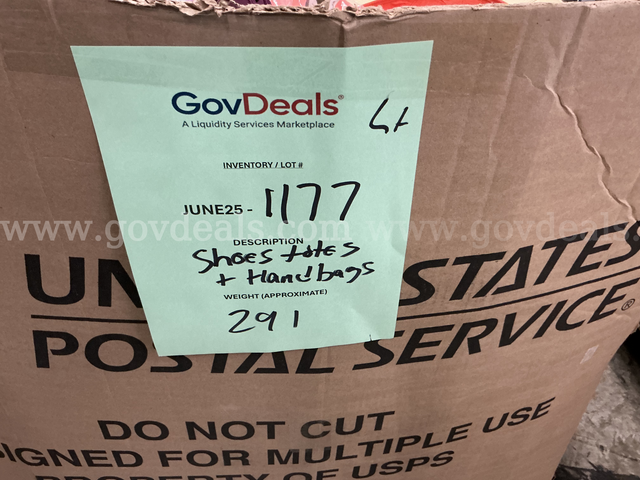 GovDeals®
A Liquidity Services Marketplace
INVENTORY / LOT #
JUNE25 - 1177
DESCRIPTION
Shoes totes
+ Handbags
WEIGHT (APPROXIMATE)
291
www.govdeals.com www.govdeals
UN STATES
POSTAL SERVICE®
DO NOT CUT
SIGNED FOR MULTIPLE USE
PROPERTY OF USPS